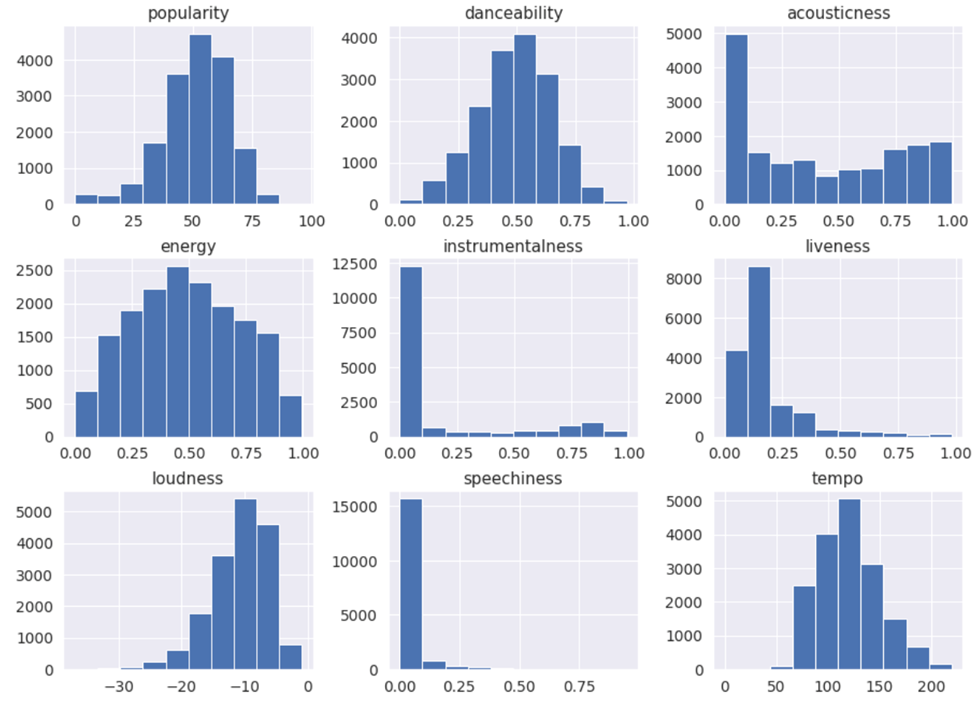 popularity
danceability
acousticness
4000
3000
2000
1000
0
0 25 50 75 100
4000
3000
2000
1000
0
0.00 0.25 0.50 0.75 1.00
5000
4000
3000
2000
1000
0
0.00 0.25 0.50 0.75 1.00
energy
instrumentalness
liveness
2500
2000
1500
1000
500
0
0.00 0.25 0.50 0.75 1.00
12500
10000
7500
5000
2500
0
0.00 0.25 0.50 0.75 1.00
8000
6000
4000
2000
0
0.00 0.25 0.50 0.75 1.00
loudness
speechiness
tempo
5000
4000
3000
2000
1000
0
−30 −20 −10 0
15000
10000
5000
0
0.00 0.25 0.50 0.75
5000
4000
3000
2000
1000
0
0 50 100 150 200